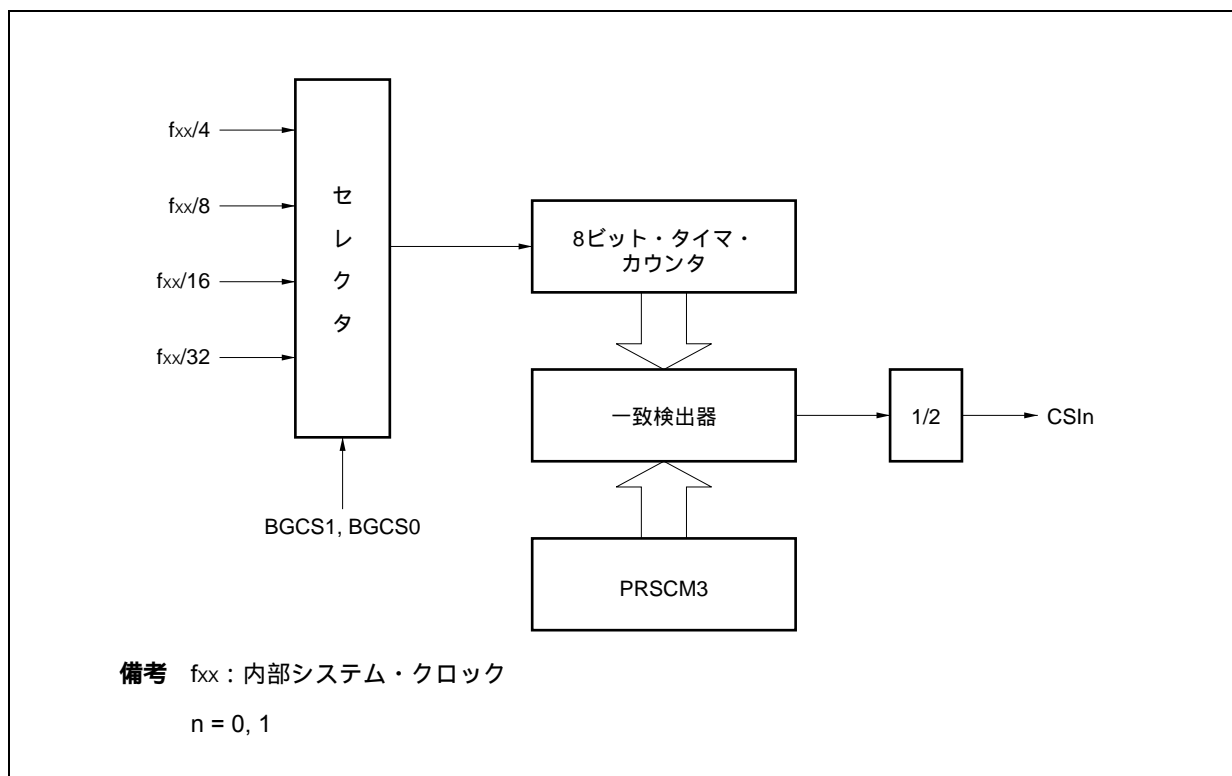 fxx/4
fxx/8
fxx/16
fxx/32
セレクタ
BGCS1, BGCS0
8ビット・タイマ・
カウンタ
一致検出器
1/2
CSIn
PRSCM3
備考 fxx：内部システム・クロック
n = 0, 1